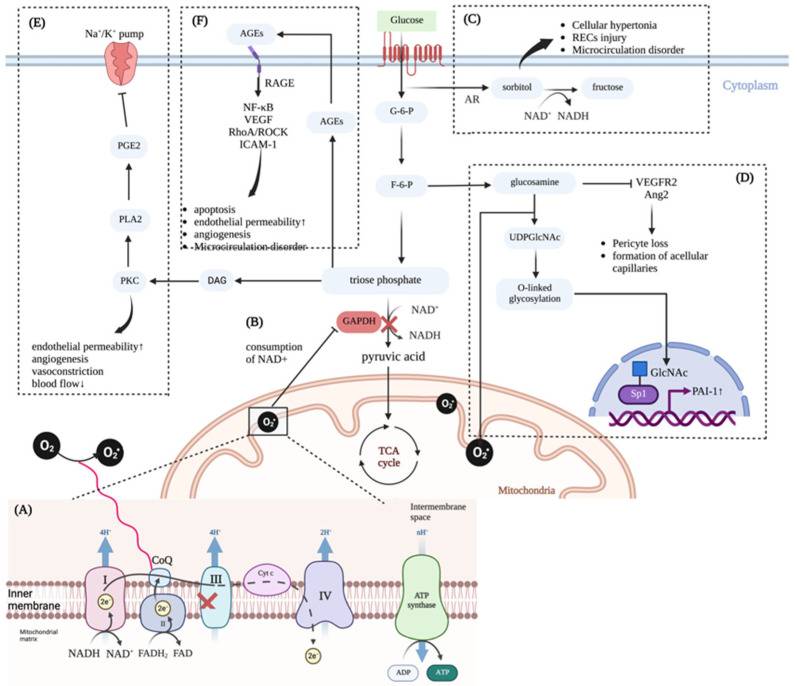 (E)
Na⁺/K⁺ pump
PGE2
PLA2
PKC
endothelial permeability↑
angiogenesis
vasoconstriction
blood flow↓
(F)
AGEs
RAGE
NF-κB
VEGF
RhoA/ROCK
ICAM-1
AGEs
• apoptosis
• endothelial permeability↑
• angiogenesis
• Microcirculation disorder
DAG
Glucose
G-6-P
F-6-P
triose phosphate
(C)
• Cellular hypertonia
• RECs injury
• Microcirculation disorder
AR
sorbitol
fructose
NAD⁺ NADH
Cytoplasm
(D)
glucosamine
VEGFR2
Ang2
UDPGlcNAc
• Pericyte loss
• formation of acellular
capillaries
O-linked
glycosylation
GlcNAc
Sp1
PAI-1↑
(B)
consumption
of NAD+
GAPDH
NAD⁺
NADH
pyruvic acid
TCA
cycle
O₂•
O₂•
O₂•
Mitochondria
O₂
O₂•
(A)
Intermembrane
space
4H⁺
4H⁺
2H⁺
nH⁺
CoQ
Cyt c
I
III
IV
ATP
synthase
Inner
membrane
2e⁻
2e⁻
II
2e⁻
Mitochondrial
matrix
NADH NAD⁺ FADH₂ FAD
ADP
ATP